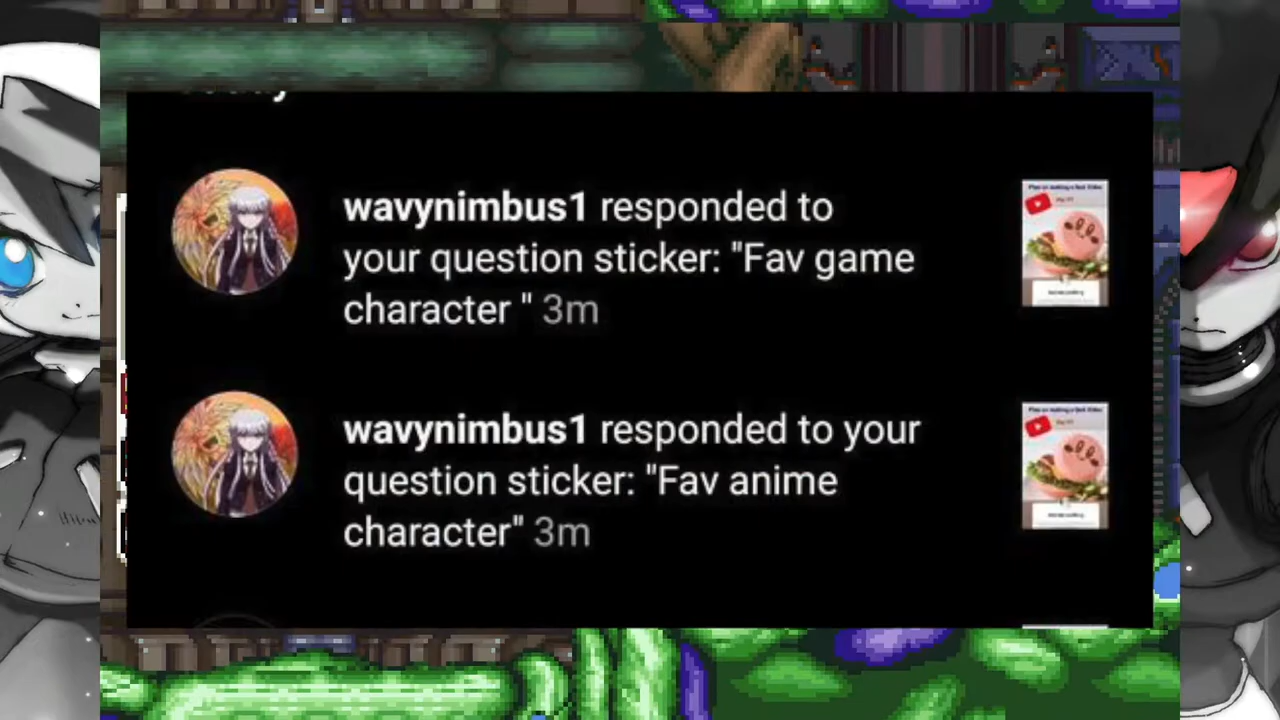 wavynimbus1 responded to
your question sticker: "Fav game
character " 3m
wavynimbus1 responded to your
question sticker: "Fav anime
character" 3m